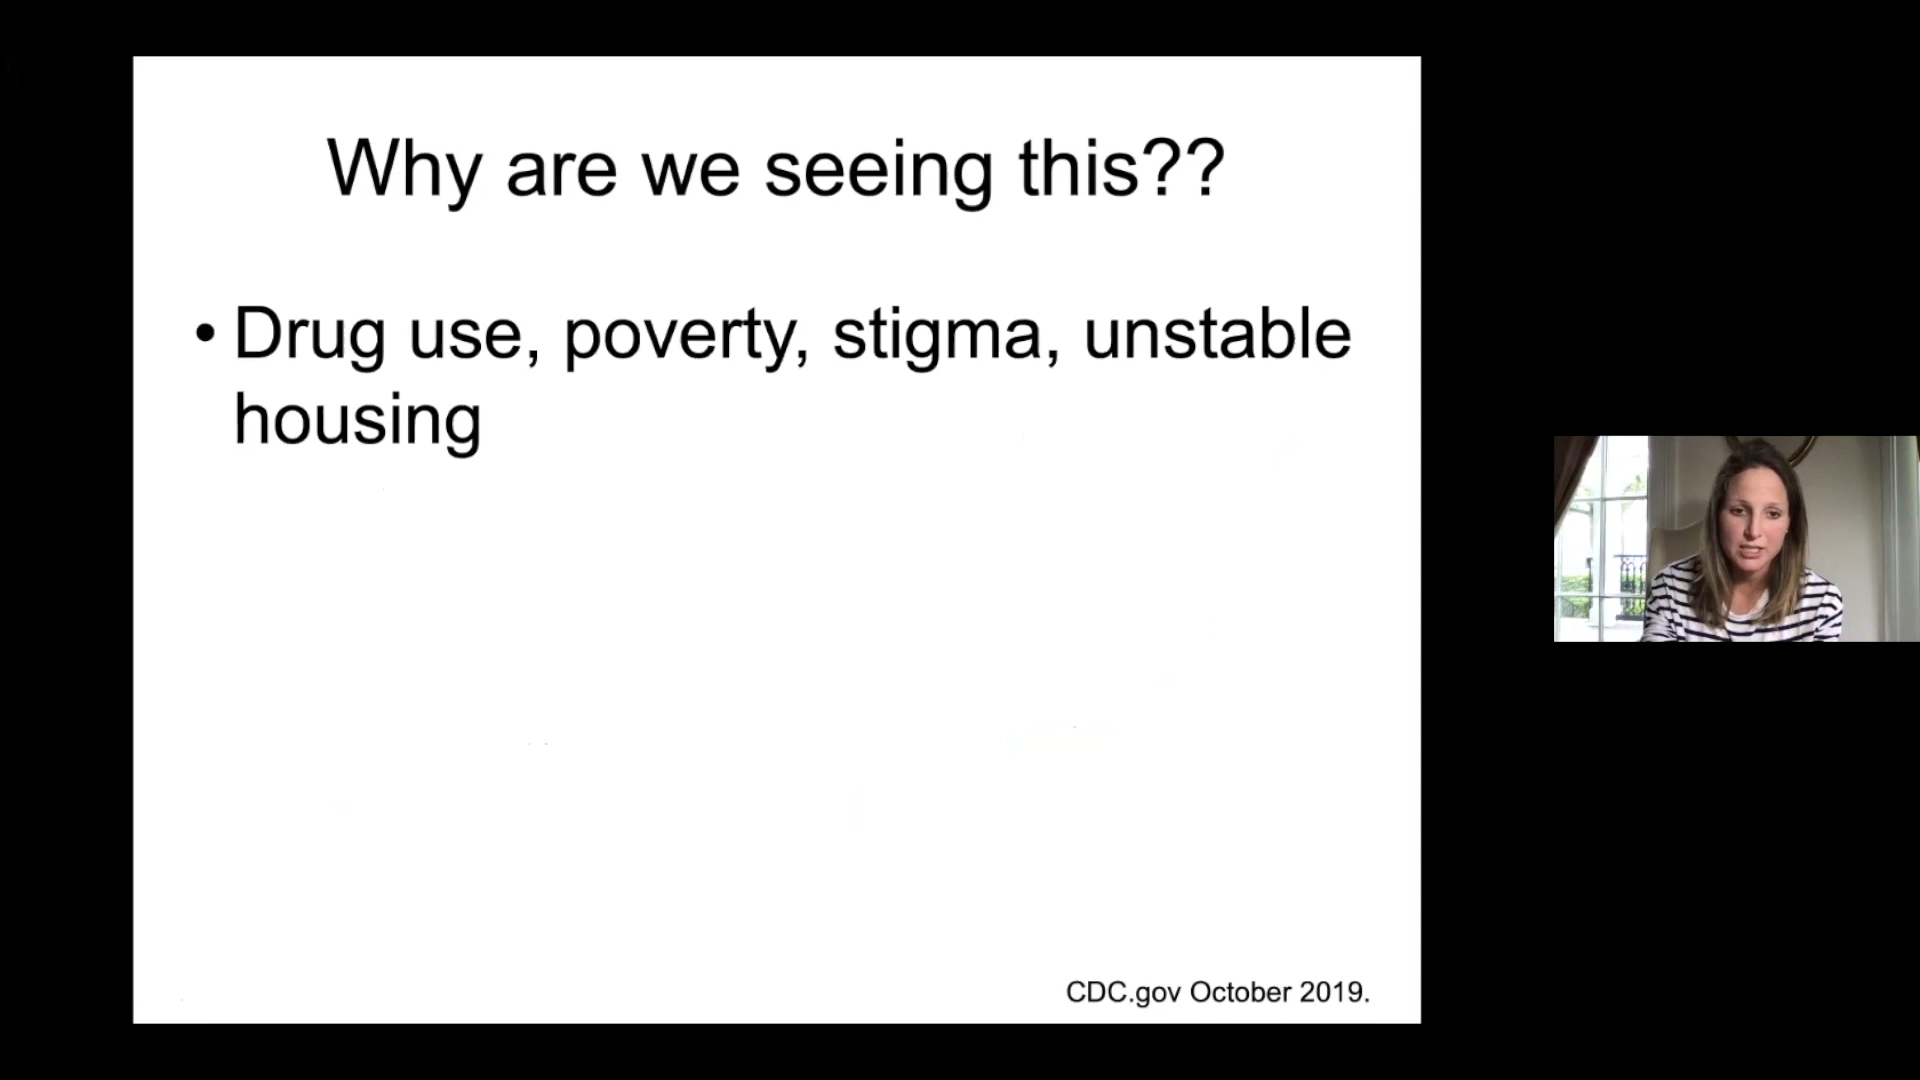 Why are we seeing this??
• Drug use, poverty, stigma, unstable
housing
CDC.gov October 2019.